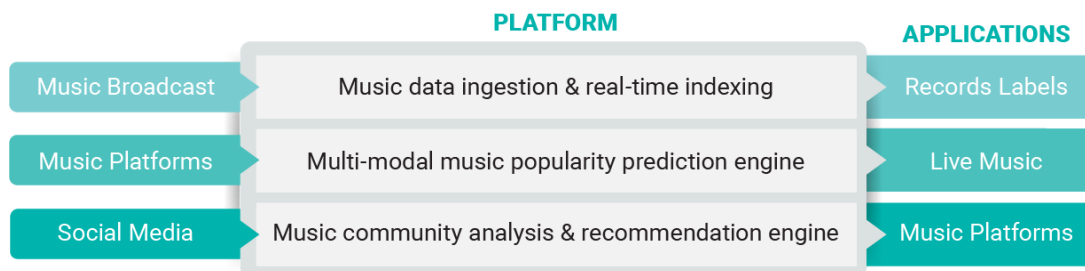 PLATFORM
APPLICATIONS
Music Broadcast
Music data ingestion & real-time indexing
Records Labels
Music Platforms
Multi-modal music popularity prediction engine
Live Music
Social Media
Music community analysis & recommendation engine
Music Platforms